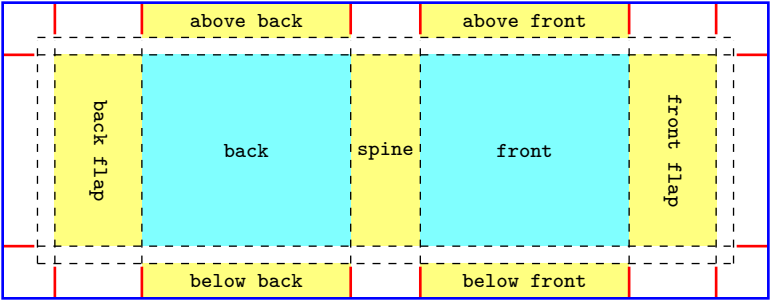 above back
above front
back flap
back
spine
front
front flap
below back
below front